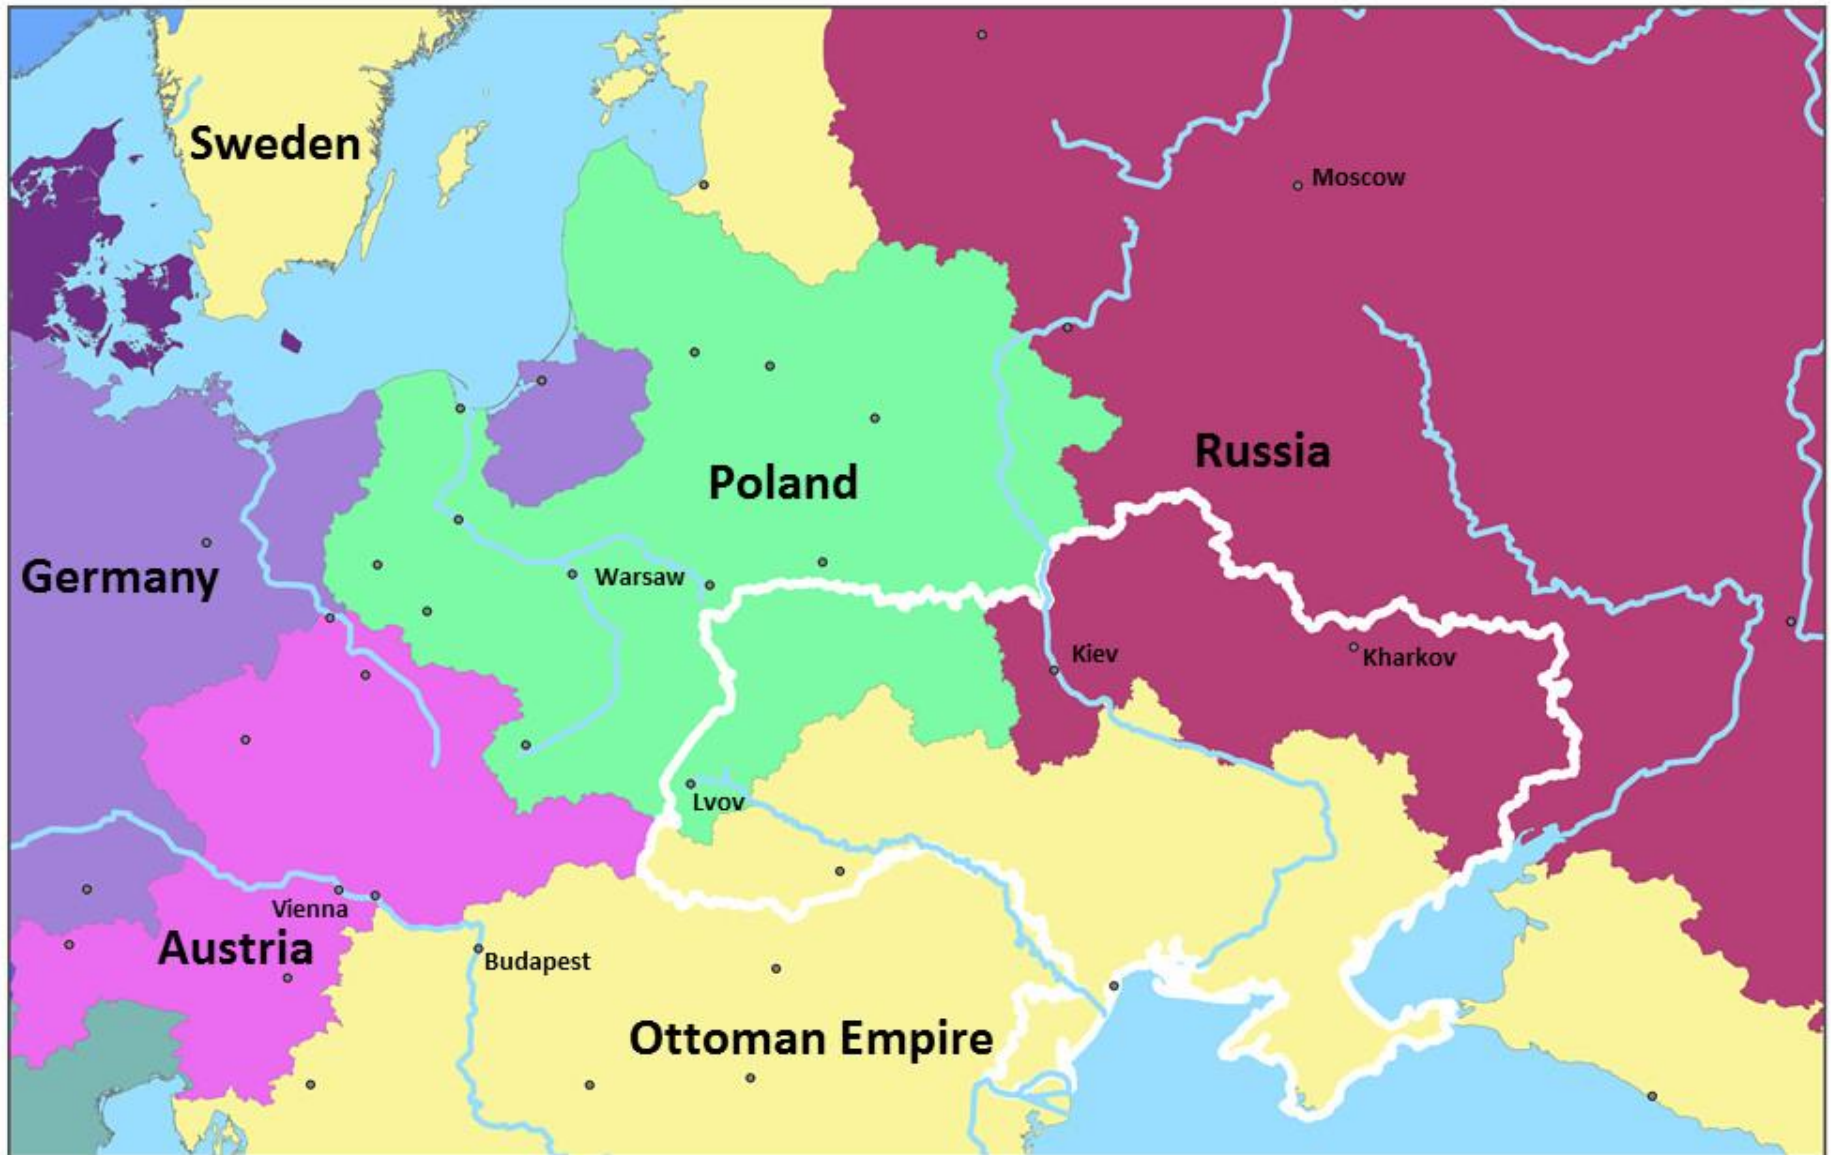 Sweden
Moscow
Russia
Poland
Germany
Warsaw
Kiev
Kharkov
Lvov
Vienna
Austria
Budapest
Ottoman Empire